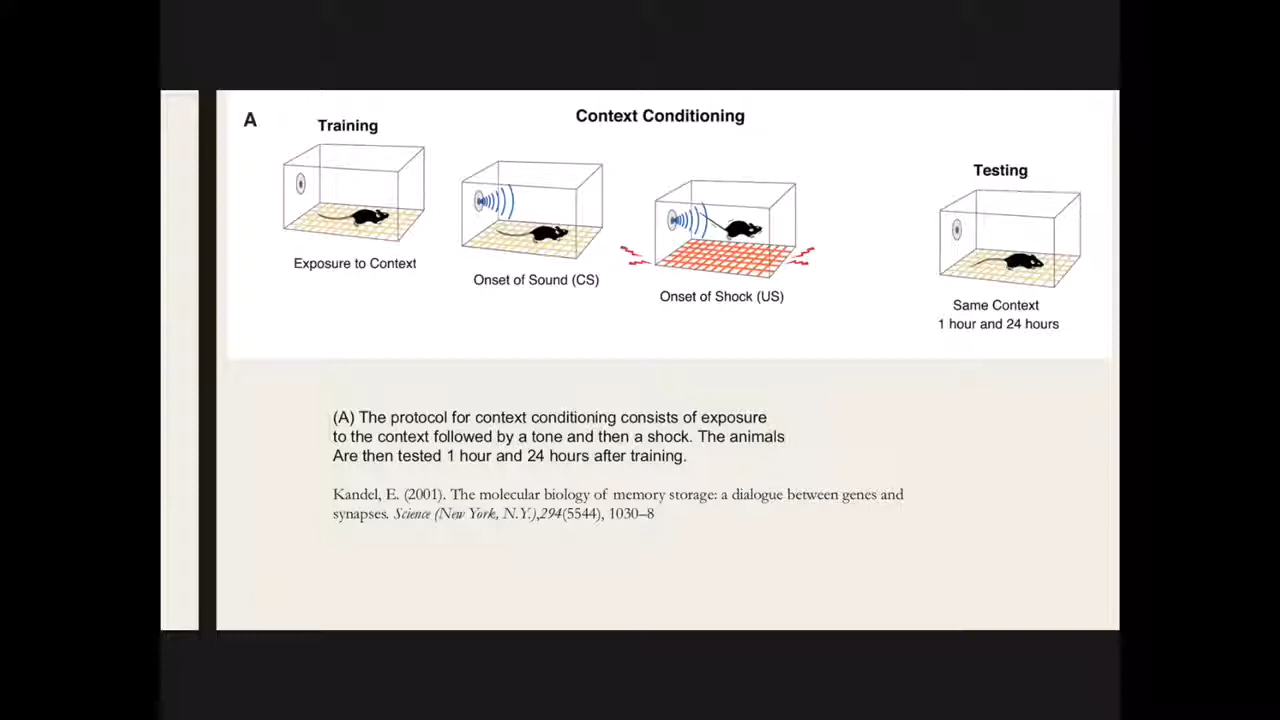 A
Training
Context Conditioning
Testing
Exposure to Context
Onset of Sound (CS)
Onset of Shock (US)
Same Context
1 hour and 24 hours
(A) The protocol for context conditioning consists of exposure
to the context followed by a tone and then a shock. The animals
Are then tested 1 hour and 24 hours after training.
Kandel, E. (2001). The molecular biology of memory storage: a dialogue between genes and
synapses. Science (New York, N.Y.),294(5544), 1030–8